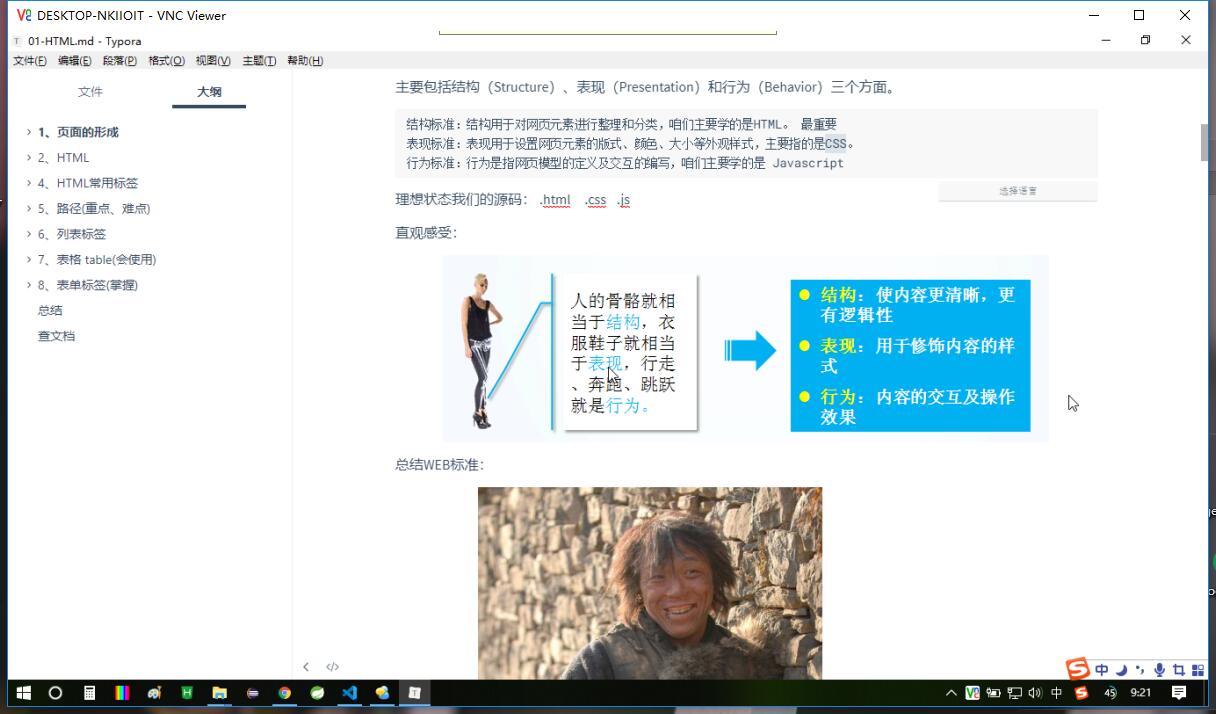 DESKTOP-NKIIOIT - VNC Viewer
01-HTML.md - Typora
文件(F) 编辑(E) 段落(P) 格式(O) 视图(V) 主题(T) 帮助(H)
文件 大纲
1、页面的形成
2、HTML
4、HTML常用标签
5、路径(重点、难点)
6、列表标签
7、表格 table(会使用)
8、表单标签(掌握)
总结
查文档
主要包括结构（Structure）、表现（Presentation）和行为（Behavior）三个方面。
结构标准：结构用于对网页元素进行整理和分类，咱们主要学的是HTML。 最重要
表现标准：表现用于设置网页元素的版式、颜色、大小等外观样式，主要指的是CSS。
行为标准：行为是指网页模型的定义及交互的编写，咱们主要学的是 Javascript
选择语言
理想状态我们的源码： .html .css .js
直观感受：
人的骨骼就相
当于结构，衣
服鞋子就相当
于表现，行走
、奔跑、跳跃
就是行为。
结构：使内容更清晰，更
有逻辑性
表现：用于修饰内容的样
式
行为：内容的交互及操作
效果
总结WEB标准：
中
中 45 9:21